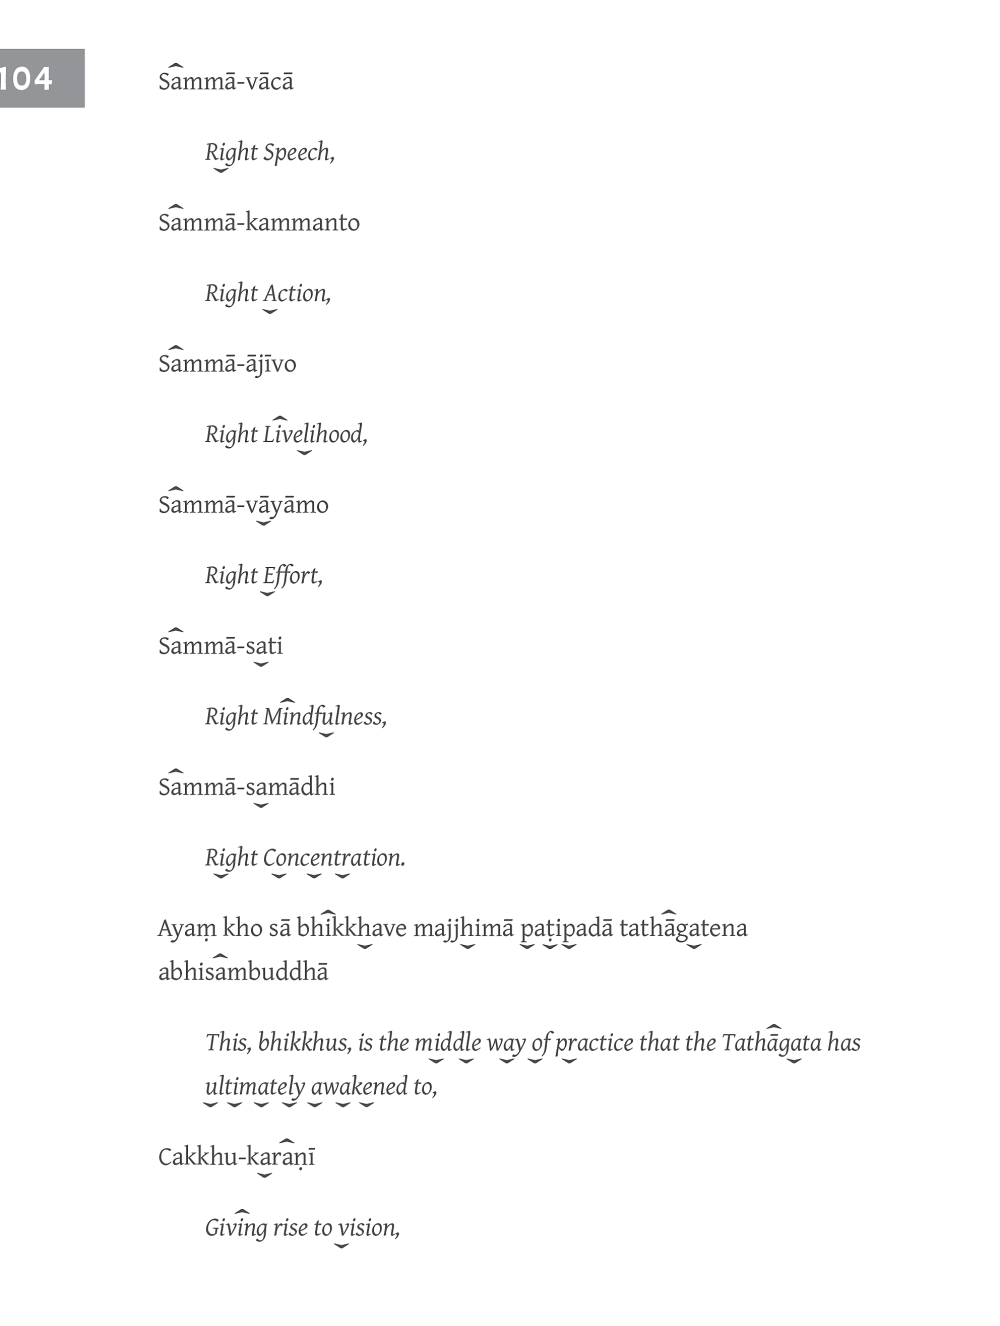 104
Sammā-vācā
Right Speech,
Sammā-kammanto
Right Action,
Sammā-ājīvo
Right Livelihood,
Sammā-vāyāmo
Right Effort,
Sammā-sati
Right Mindfulness,
Sammā-samādhi
Right Concentration.
Ayaṃ kho sā bhikkhave majjhimā paṭipadā tathāgatena
abhisambuddhā
This, bhikkhus, is the middle way of practice that the Tathāgata has
ultimately awakened to,
Cakkhu-karaṇī
Giving rise to vision,